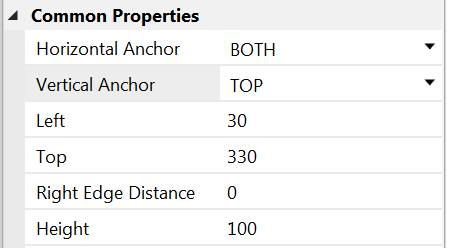 Common Properties
Horizontal Anchor BOTH
Vertical Anchor TOP
Left 30
Top 330
Right Edge Distance 0
Height 100